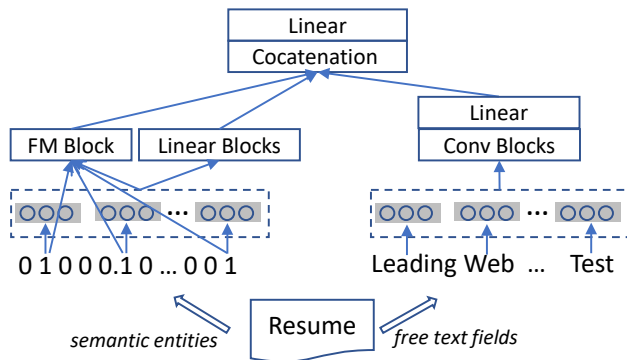 Linear
Cocatenation
Linear
FM Block
Linear Blocks
Conv Blocks
...
...
0 1 0 0 0.1 0 ... 0 0 1
Leading Web ... Test
semantic entities
Resume
free text fields